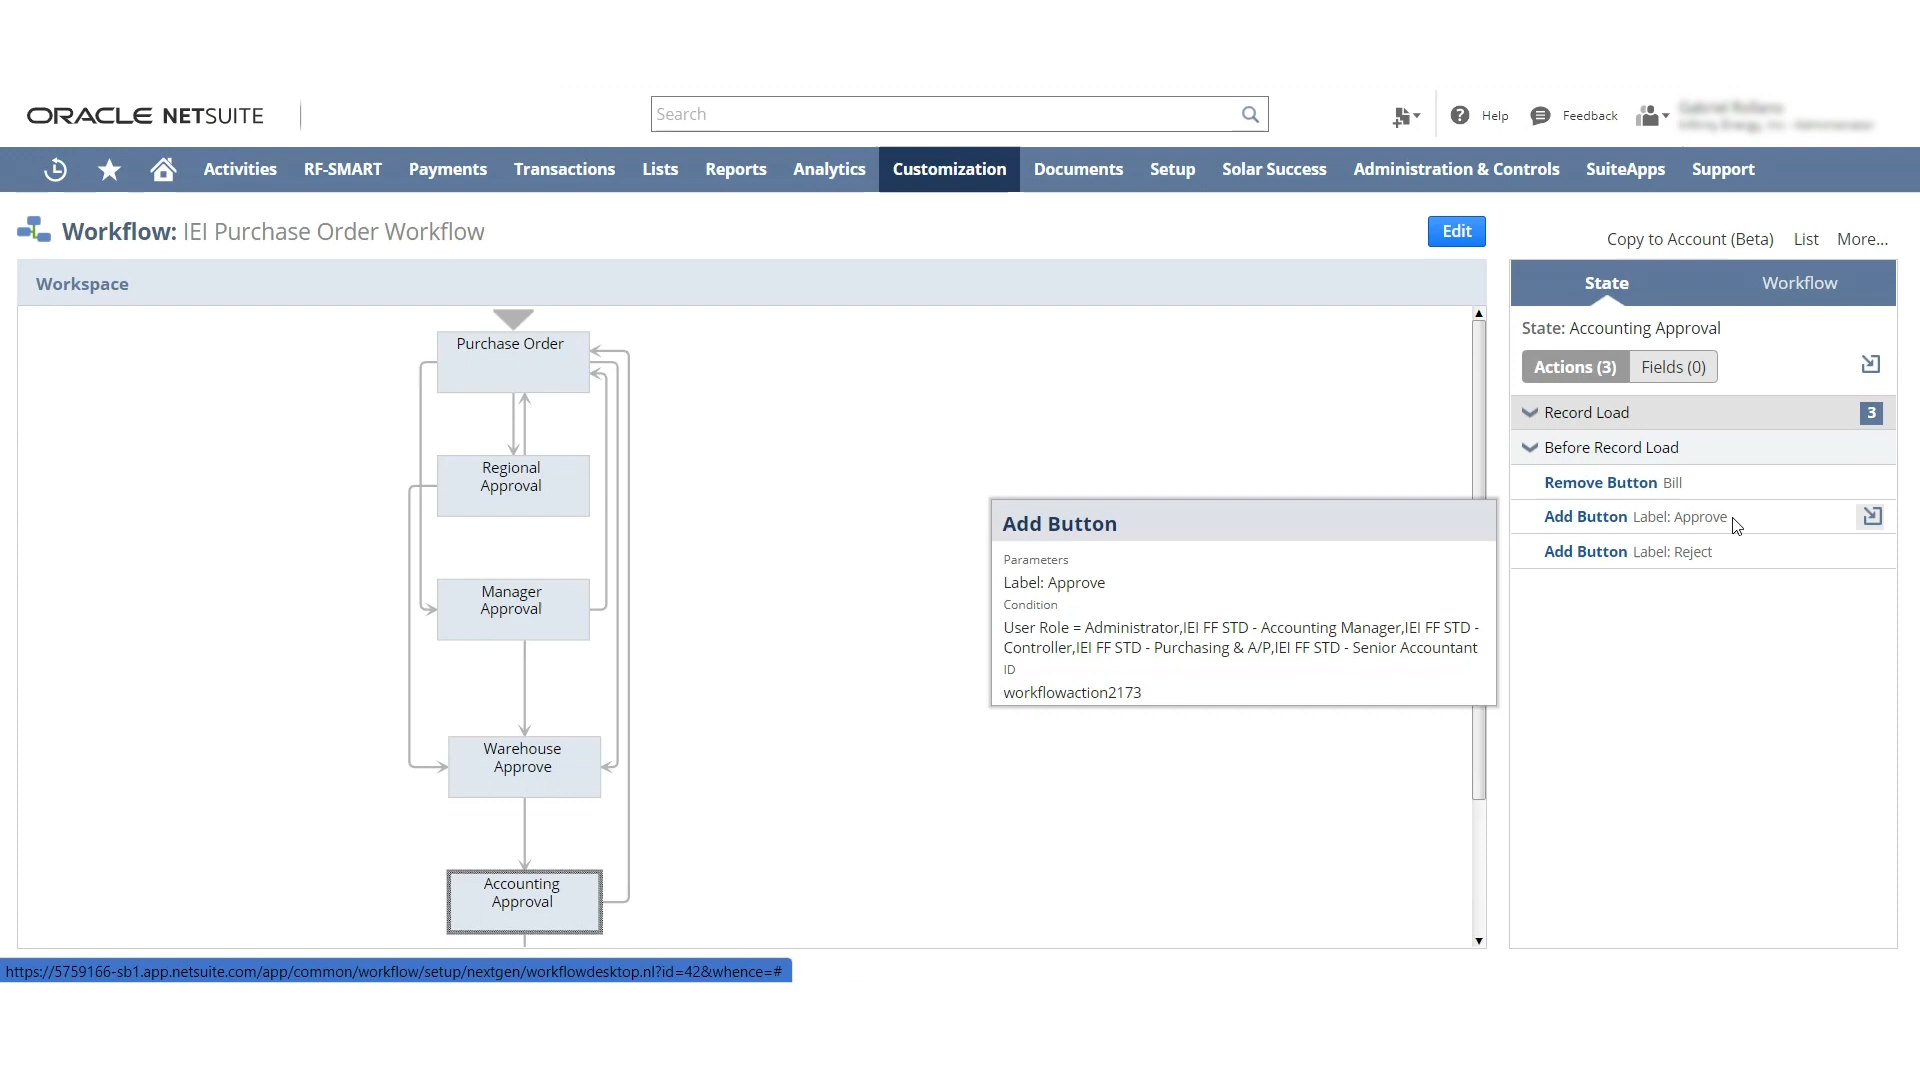 ORACLE NETSUITE
Search
Help
Feedback
Activities
RF-SMART
Payments
Transactions
Lists
Reports
Analytics
Customization
Documents
Setup
Solar Success
Administration & Controls
SuiteApps
Support
Workflow: IEI Purchase Order Workflow
Edit
Copy to Account (Beta)
List
More...
Workspace
State
Workflow
State: Accounting Approval
Actions (3)
Fields (0)
Record Load
3
Before Record Load
Remove Button Bill
Add Button Label: Approve
Add Button Label: Reject
Purchase Order
Regional
Approval
Manager
Approval
Warehouse
Approve
Accounting
Approval
Add Button
Parameters
Label: Approve
Condition
User Role = Administrator,IEI FF STD - Accounting Manager,IEI FF STD -
Controller,IEI FF STD - Purchasing & A/P,IEI FF STD - Senior Accountant
ID
workflowaction2173
https://5759166-sb1.app.netsuite.com/app/common/workflow/setup/nextgen/workflowdesktop.nl?id=42&whence=#